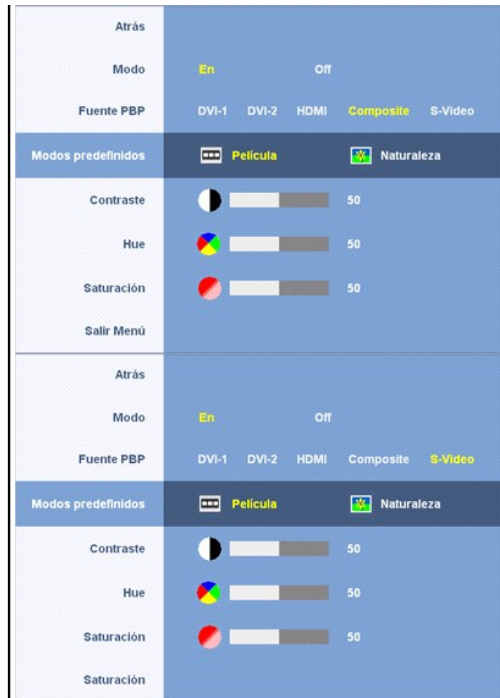 Atrás
Modo En Off
Fuente PBP DVI-1 DVI-2 HDMI Composite S-Video
Modos predefinidos Película Naturaleza
Contraste 50
Hue 50
Saturación 50
Salir Menú
Atrás
Modo En Off
Fuente PBP DVI-1 DVI-2 HDMI Composite S-Video
Modos predefinidos Película Naturaleza
Contraste 50
Hue 50
Saturación 50
Saturación